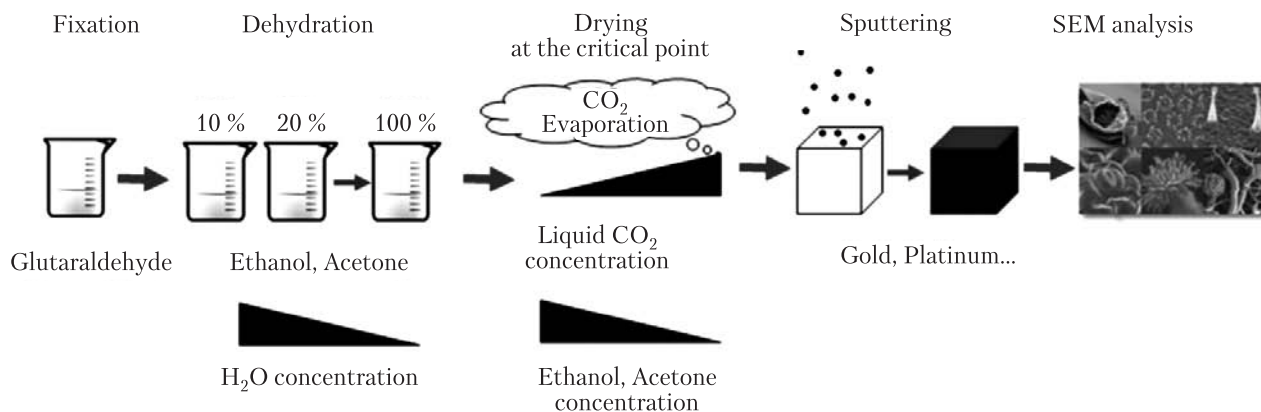 Fixation
Dehydration
Drying
at the critical point
Sputtering
SEM analysis
10 %
20 %
100 %
CO₂
Evaporation
Glutaraldehyde
Ethanol, Acetone
Liquid CO₂
concentration
Gold, Platinum...
H₂O concentration
Ethanol, Acetone
concentration